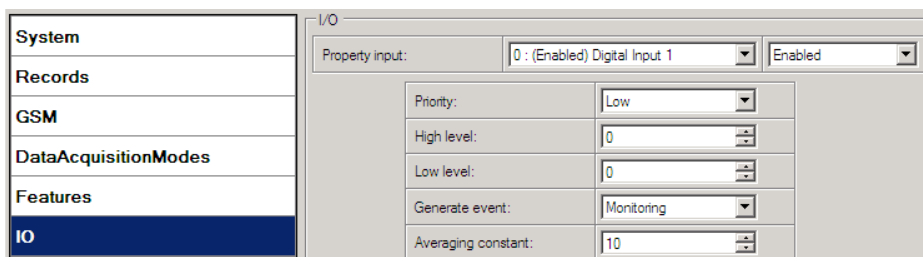 System
Records
GSM
DataAcquisitionModes
Features
IO
I/O
Property input: 0 : (Enabled) Digital Input 1 Enabled
Priority: Low
High level: 0
Low level: 0
Generate event: Monitoring
Averaging constant: 10